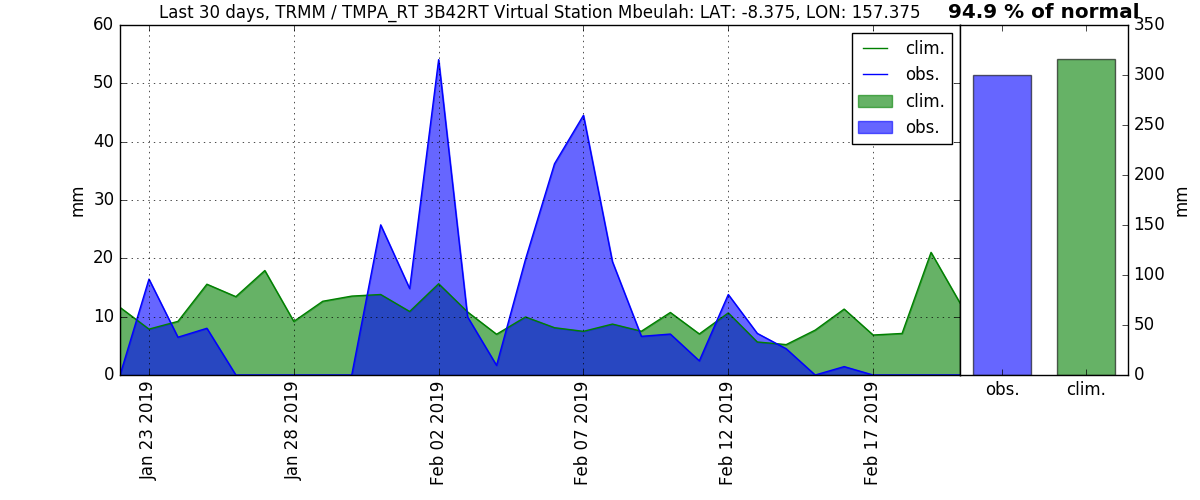 Last 30 days, TRMM / TMPA_RT 3B42RT Virtual Station Mbeulah: LAT: -8.375, LON: 157.375
94.9 % of normal
60
50
40
30
20
10
0
mm
clim.
obs.
clim.
obs.
Jan 23 2019
Jan 28 2019
Feb 02 2019
Feb 07 2019
Feb 12 2019
Feb 17 2019
350
300
250
200
150
100
50
0
mm
obs.
clim.